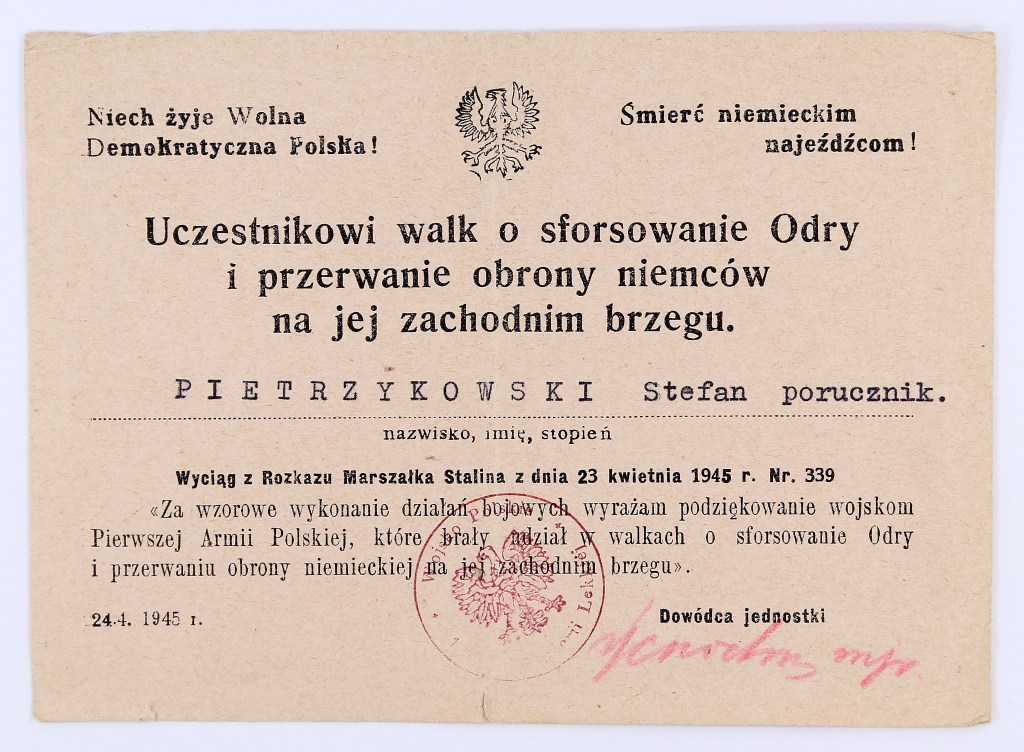 Niech żyje Wolna
Demokratyczna Polska!
Śmierć niemieckim
najeźdźcom!
Uczestnikowi walk o sforsowanie Odry
i przerwanie obrony niemców
na jej zachodnim brzegu.
PIETRZYKOWSKI Stefan porucznik.
nazwisko, imię, stopień
Wyciąg z Rozkazu Marszałka Stalina z dnia 23 kwietnia 1945 r. Nr. 339
«Za wzorowe wykonanie działań bojowych wyrażam podziękowanie wojskom
Pierwszej Armii Polskiej, które brały udział w walkach o sforsowanie Odry
i przerwaniu obrony niemieckiej na jej zachodnim brzegu».
24.4. 1945 r.
Dowódca jednostki
Wojsko Polskie